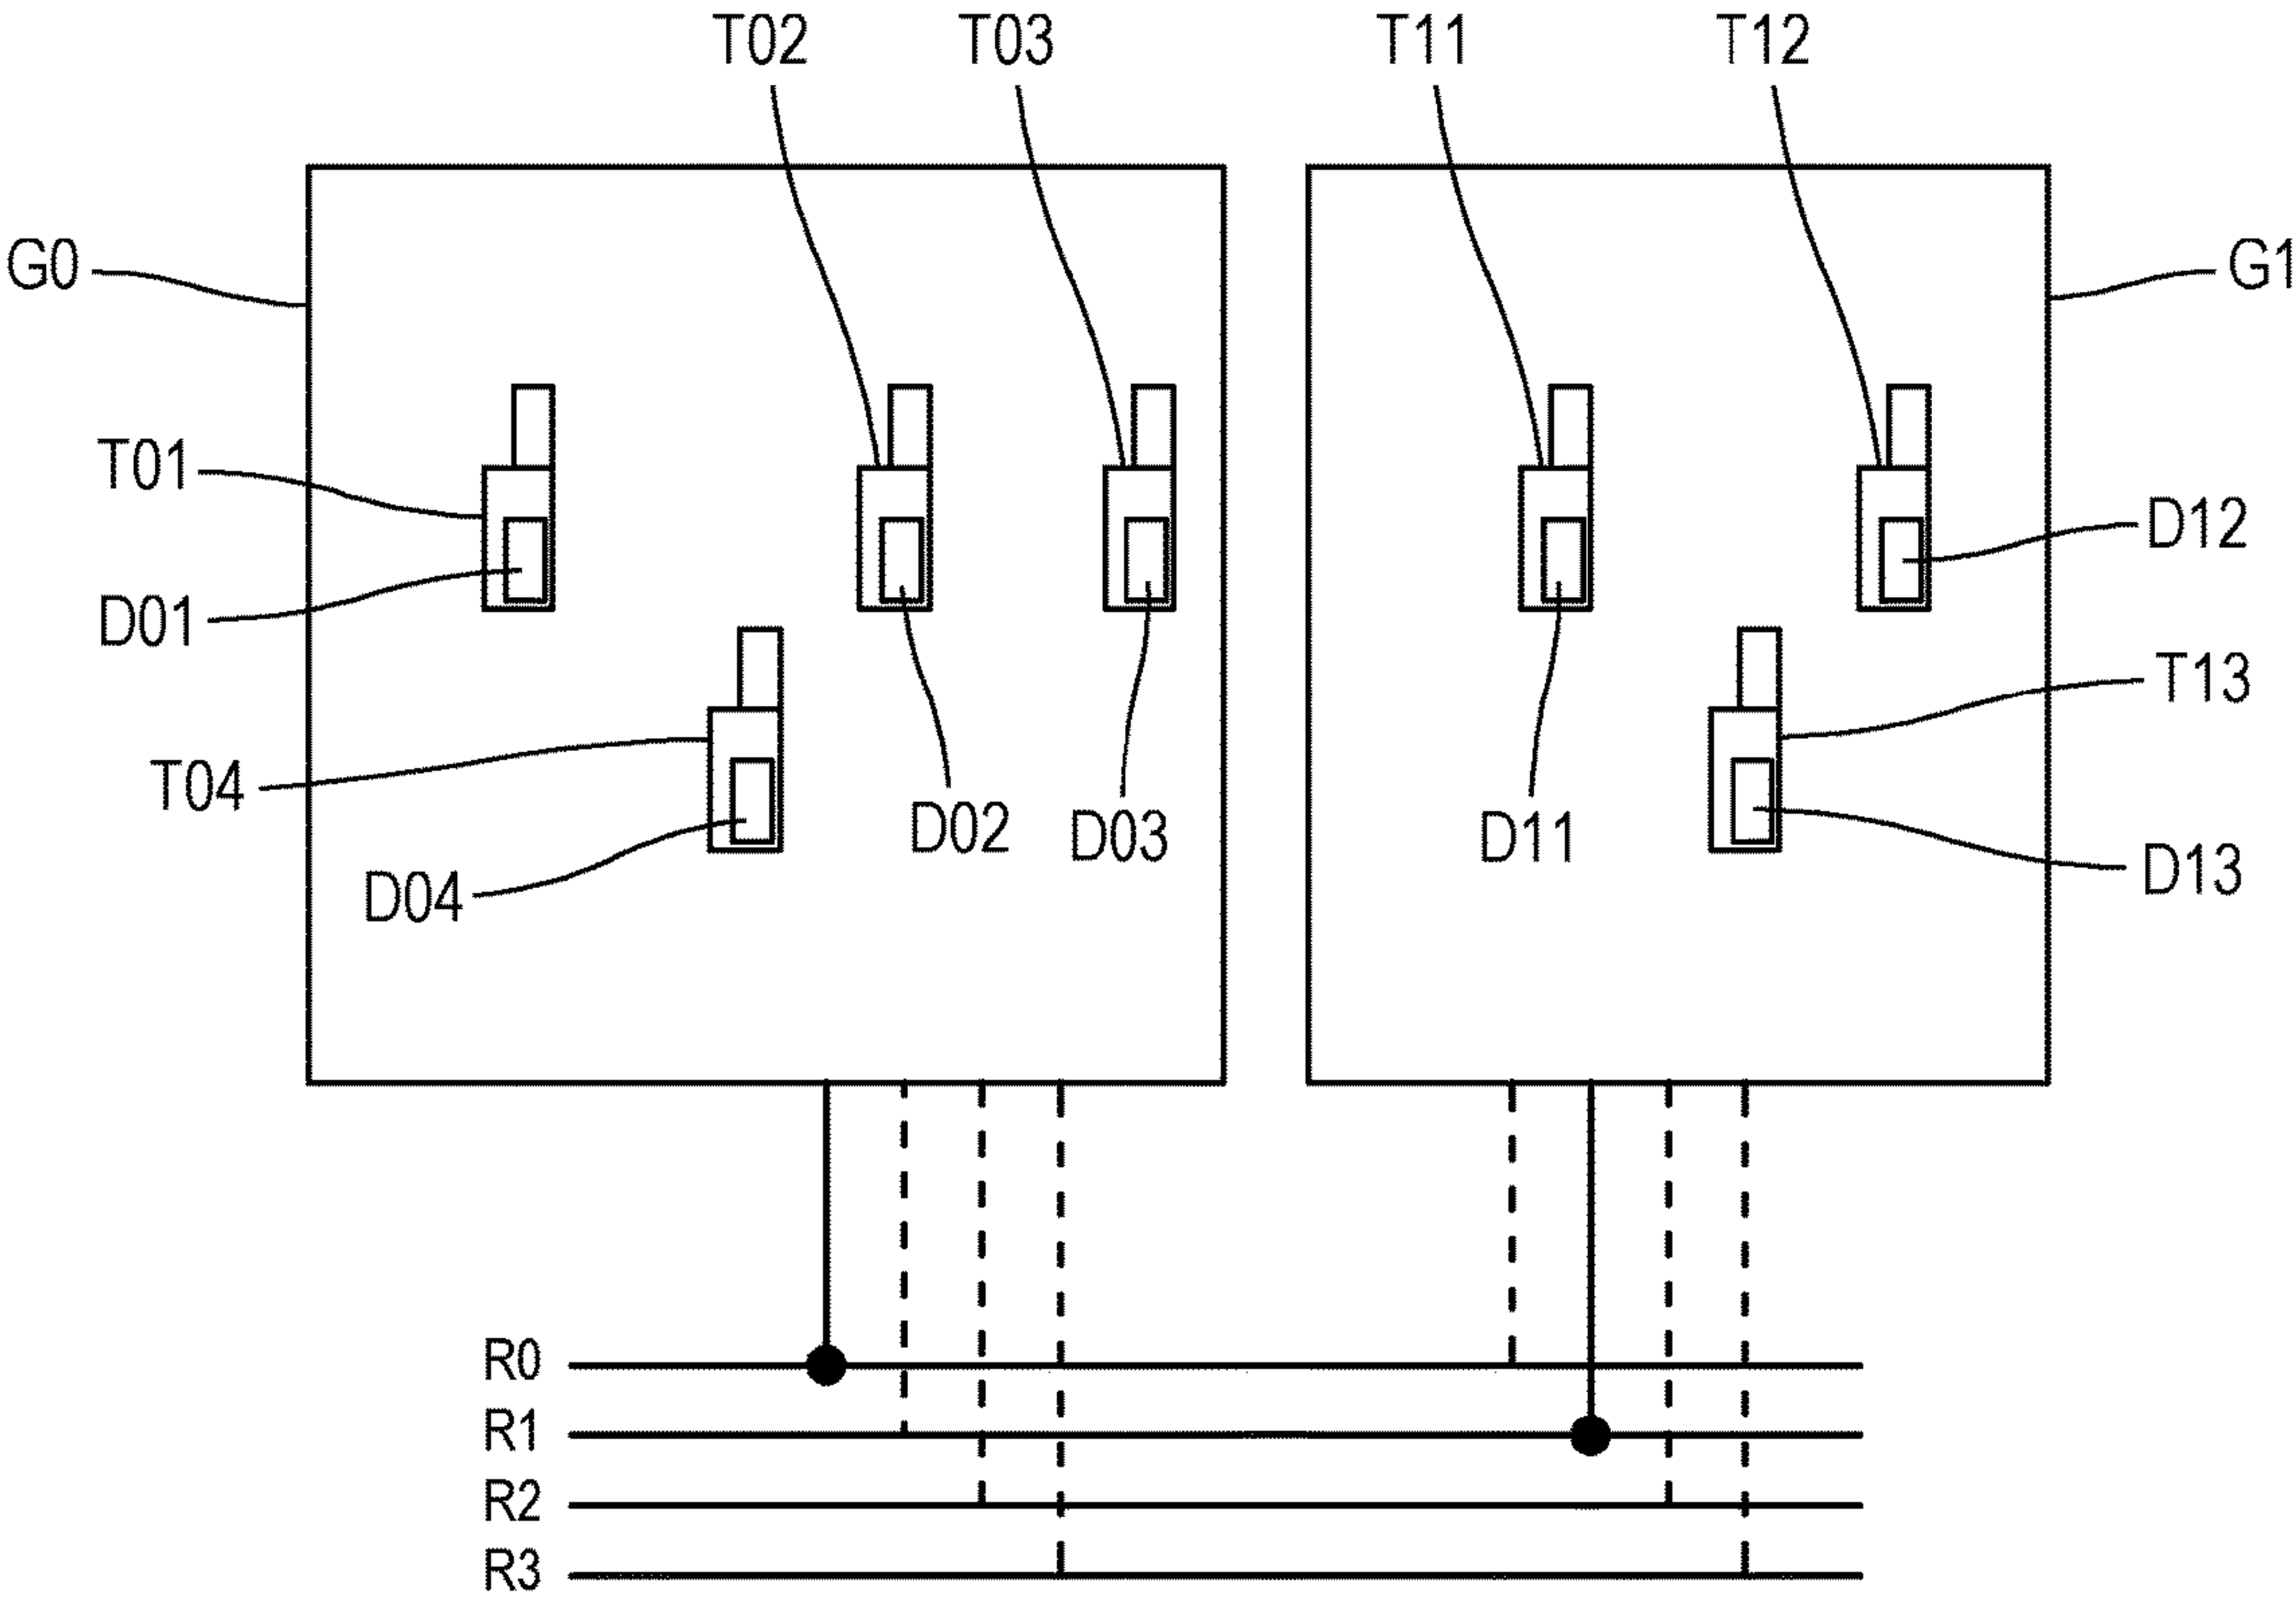 T02 T03 T11 T12
G0 G1
T01 D12
D01
T13
T04
D02 D03 D11
D04 D13
R0
R1
R2
R3